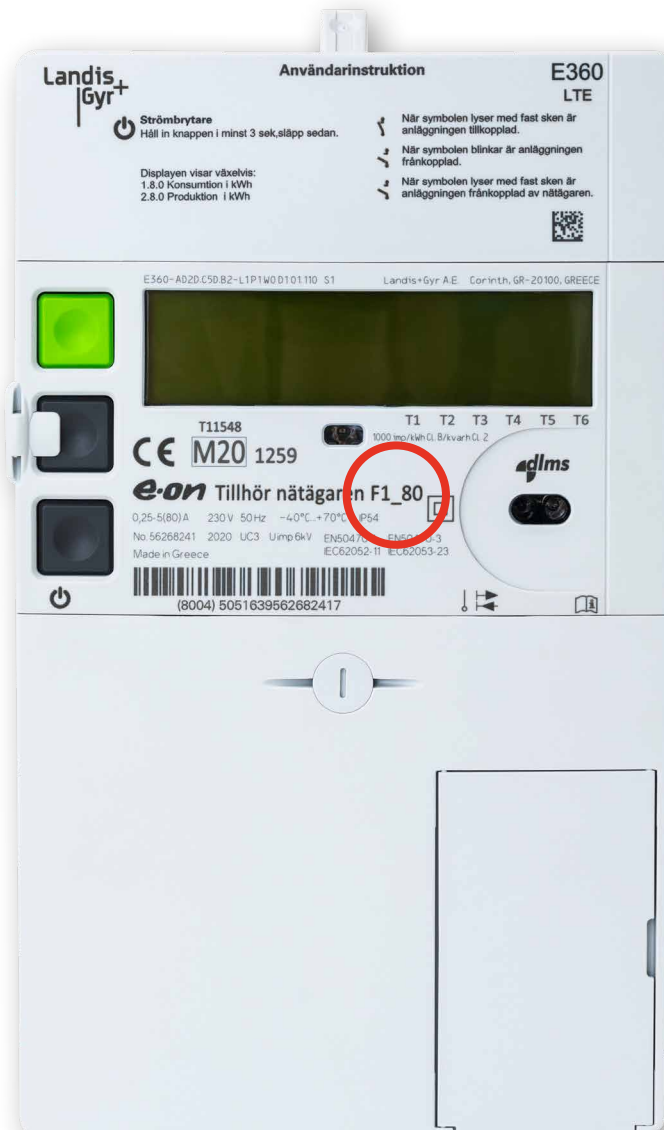 Landis+
Gyr
Användarinstruktion
E360
LTE
Strömbrytare
Håll in knappen i minst 3 sek,släpp sedan.
Displayen visar växelvis:
1.8.0 Konsumtion i kWh
2.8.0 Produktion i kWh
När symbolen lyser med fast sken är
anläggningen tillkopplad.
När symbolen blinkar är anläggningen
frånkopplad.
När symbolen lyser med fast sken är
anläggningen frånkopplad av nätägaren.
E360-AD2D.C5D.B2-L1P1W0D101.110 S1
Landis+Gyr A.E. Corinth, GR-20100, GREECE
T1 T2 T3 T4 T5 T6
T11548
1000 imp/kWh Cl. B/kvarh Cl. 2
CE M20 1259
dlms
e·on Tillhör nätägaren F1_80
0,25-5(80)A 230V 50Hz -40°C...+70°C IP54
No. 56268241 2020 UC3 Uimp 6kV
Made in Greece
IEC62052-11 IEC62053-23
(8004) 5051639562682417